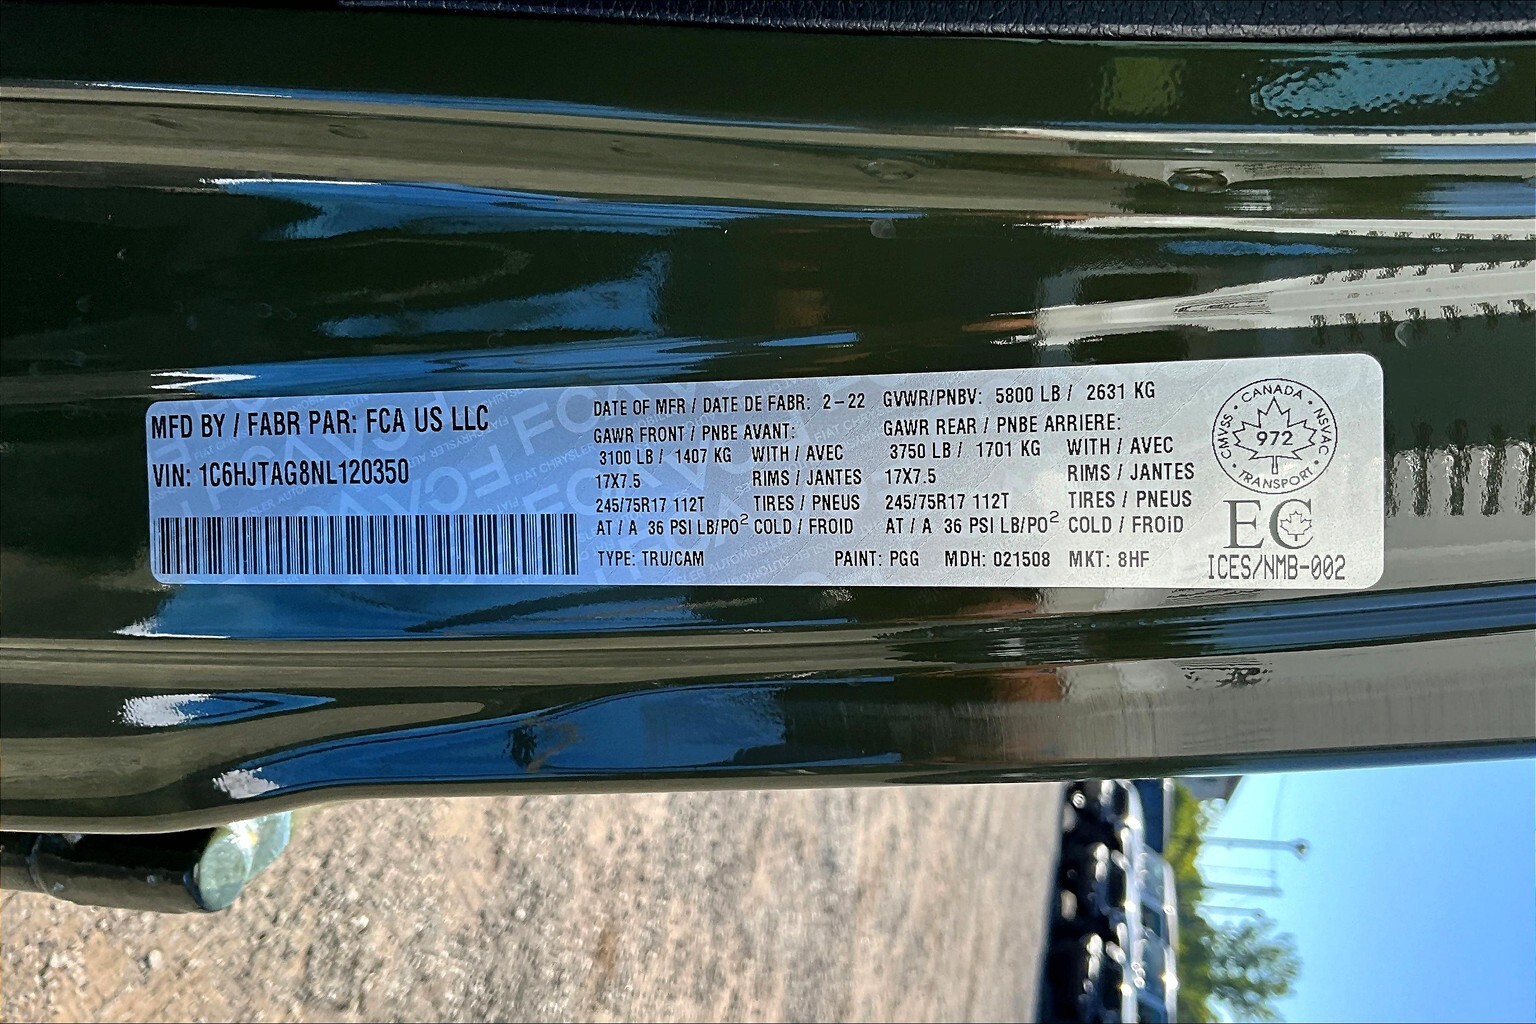 MFD BY / FABR PAR: FCA US LLC
VIN: 1C6HJTAG8NL120350
DATE OF MFR / DATE DE FABR: 2-22
GAWR FRONT / PNBE AVANT:
3100 LB / 1407 KG WITH / AVEC
17X7.5 RIMS / JANTES
245/75R17 112T TIRES / PNEUS
AT / A 36 PSI LB/PO² COLD / FROID
TYPE: TRU/CAM
GVWR/PNBV: 5800 LB / 2631 KG
GAWR REAR / PNBE ARRIERE:
3750 LB / 1701 KG WITH / AVEC
17X7.5 RIMS / JANTES
245/75R17 112T TIRES / PNEUS
AT / A 36 PSI LB/PO² COLD / FROID
PAINT: PGG MDH: 021508 MKT: 8HF
CMVSS · CANADA · NSVAC
972
· TRANSPORT ·
EC
ICES/NMB-002